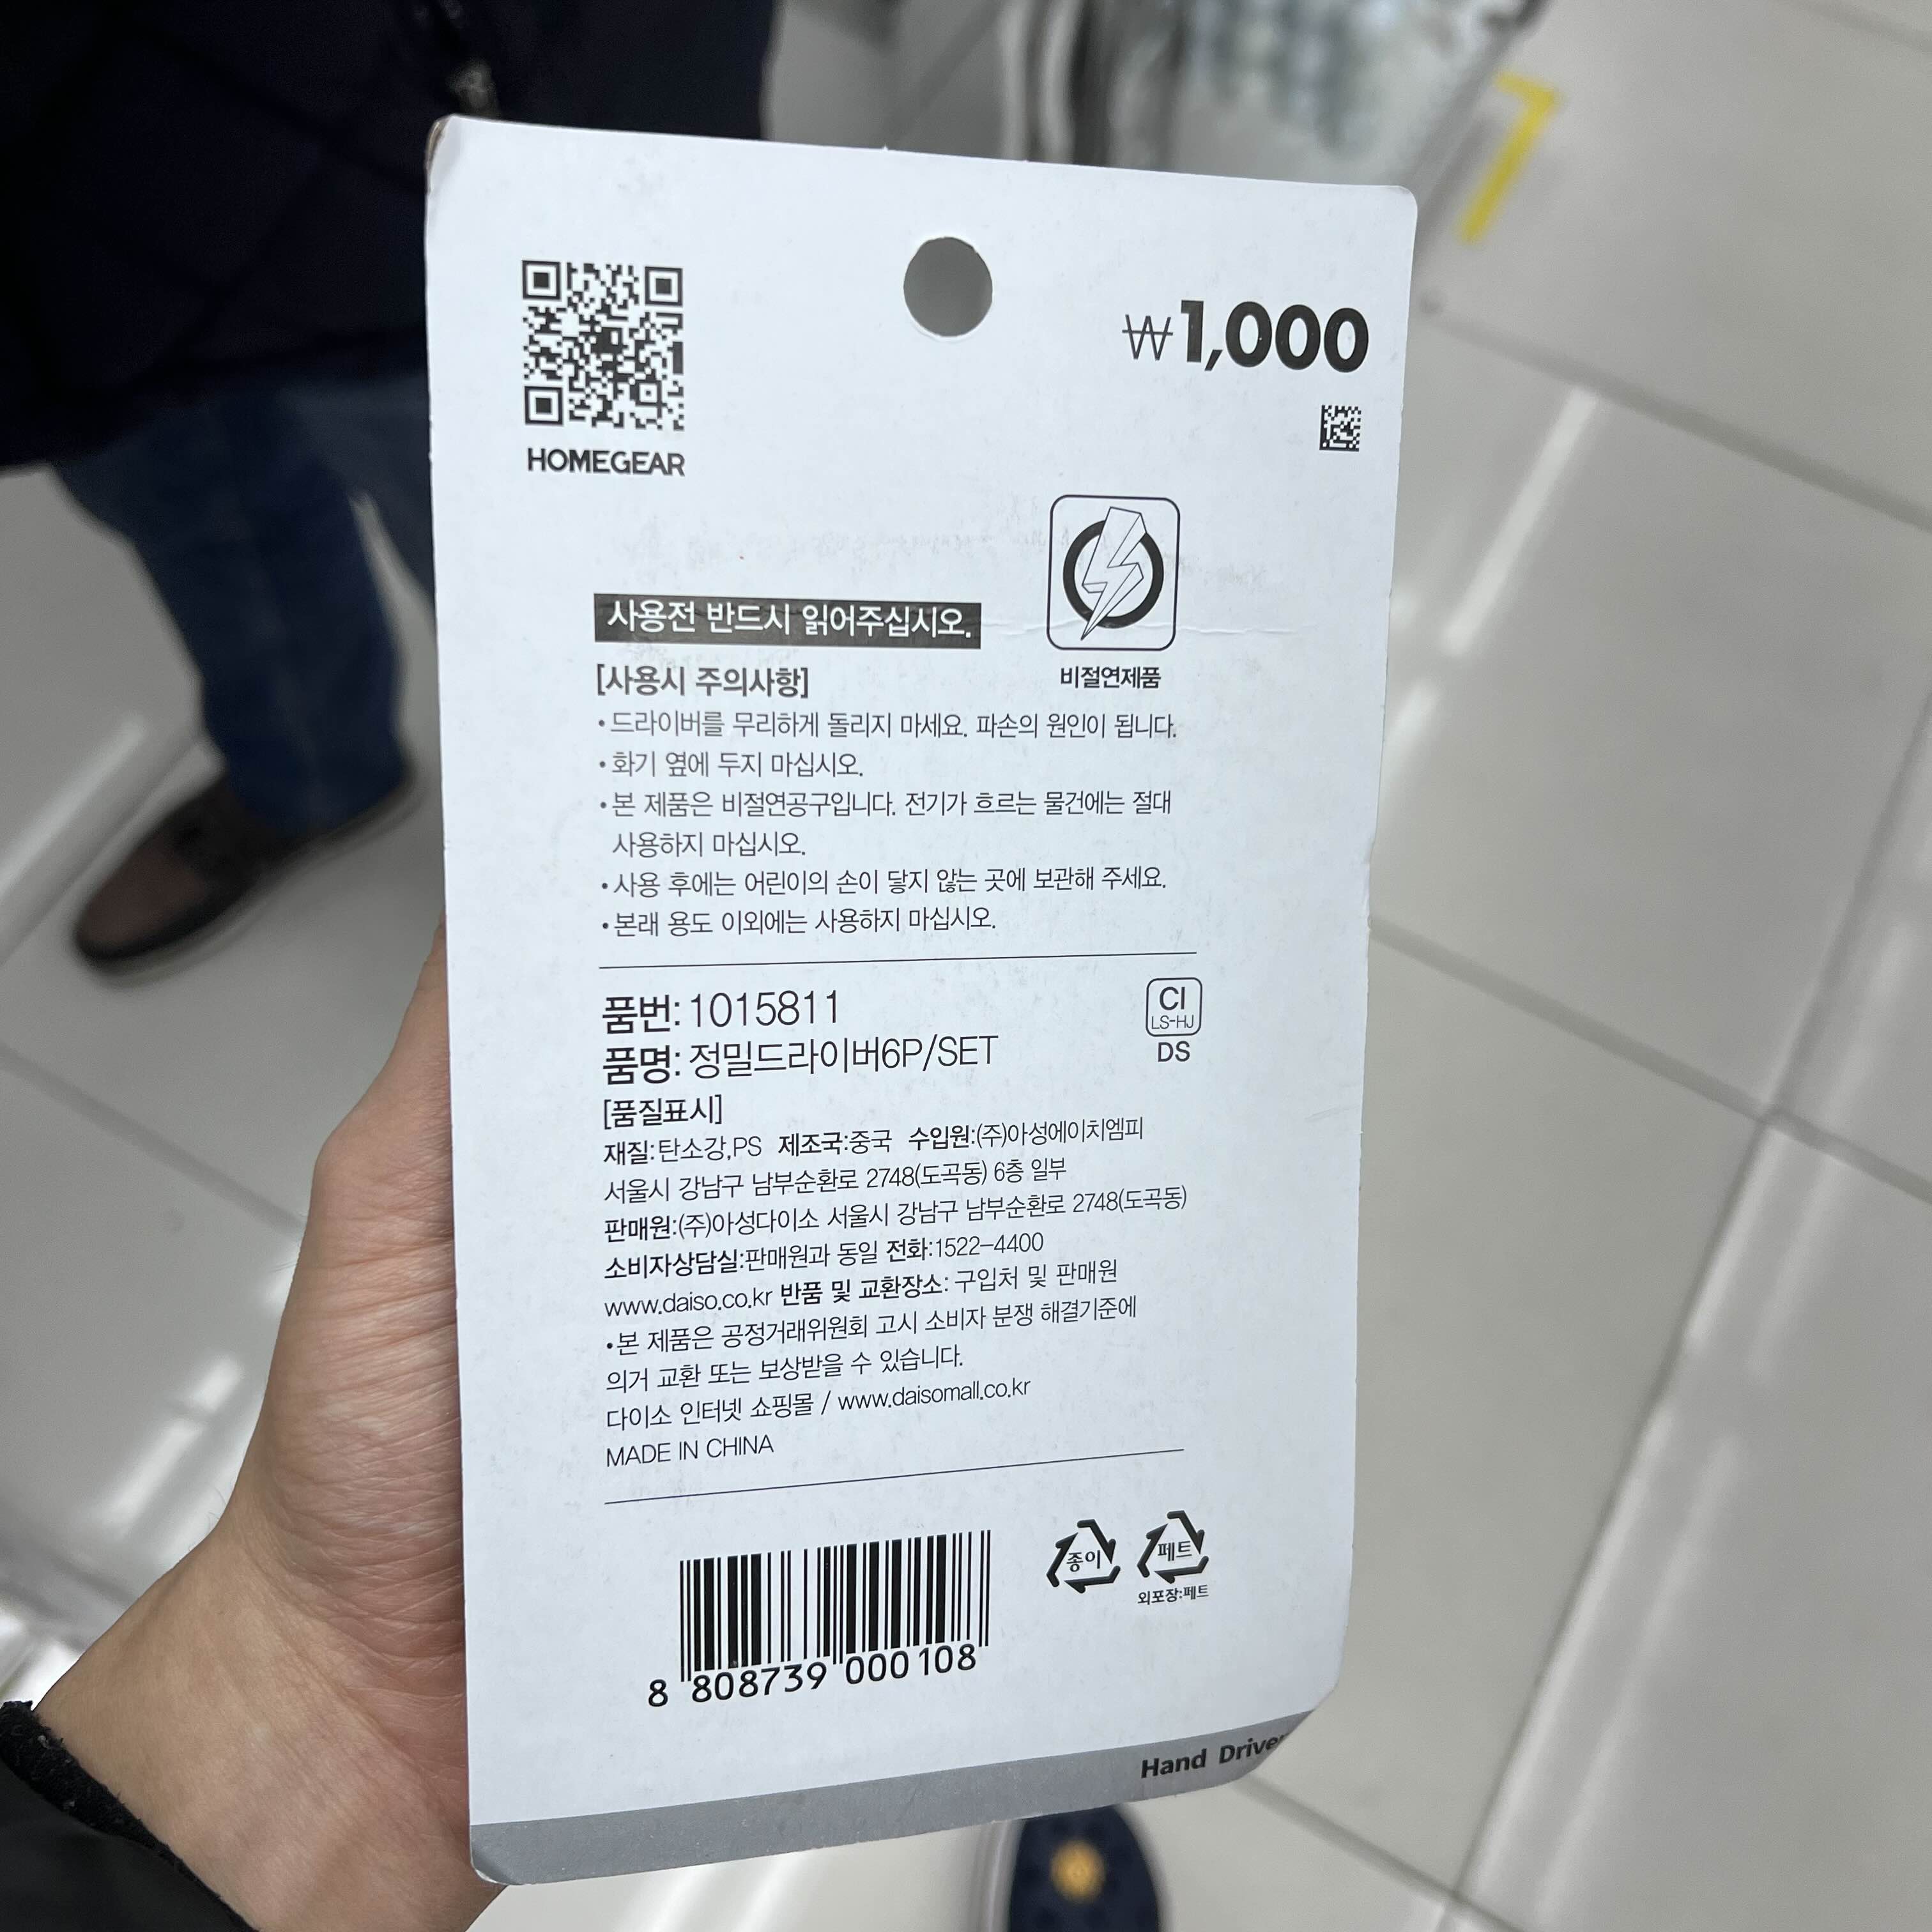 ₩1,000
HOMEGEAR
사용전 반드시 읽어주십시오.
비절연제품
[사용시 주의사항]
•드라이버를 무리하게 돌리지 마세요. 파손의 원인이 됩니다.
•화기 옆에 두지 마십시오.
•본 제품은 비절연공구입니다. 전기가 흐르는 물건에는 절대
사용하지 마십시오.
•사용 후에는 어린이의 손이 닿지 않는 곳에 보관해 주세요.
•본래 용도 이외에는 사용하지 마십시오.
품번: 1015811
CI
LS-HJ
DS
품명: 정밀드라이버6P/SET
[품질표시]
재질:탄소강,PS 제조국:중국 수입원:(주)아성에이치엠피
서울시 강남구 남부순환로 2748(도곡동) 6층 일부
판매원:(주)아성다이소 서울시 강남구 남부순환로 2748(도곡동)
소비자상담실:판매원과 동일 전화:1522-4400
www.daiso.co.kr 반품 및 교환장소: 구입처 및 판매원
•본 제품은 공정거래위원회 고시 소비자 분쟁 해결기준에
의거 교환 또는 보상받을 수 있습니다.
다이소 인터넷 쇼핑몰 / www.daisomall.co.kr
MADE IN CHINA
종이
페트
외포장:페트
8 808739 000108
Hand Driver